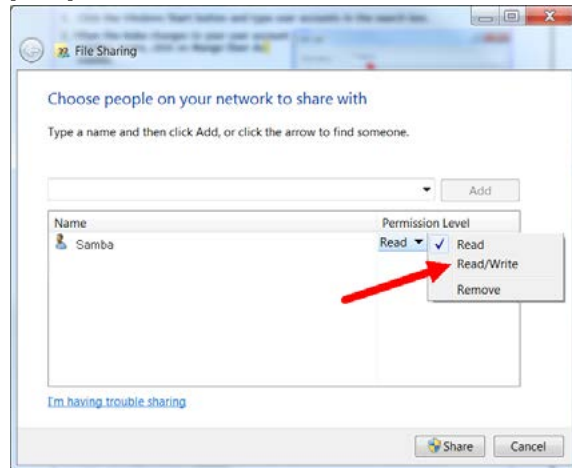 File Sharing
Choose people on your network to share with
Type a name and then click Add, or click the arrow to find someone.
Add
Name Permission Level
Samba Read ✓ Read
Read/Write
Remove
I'm having trouble sharing
Share Cancel